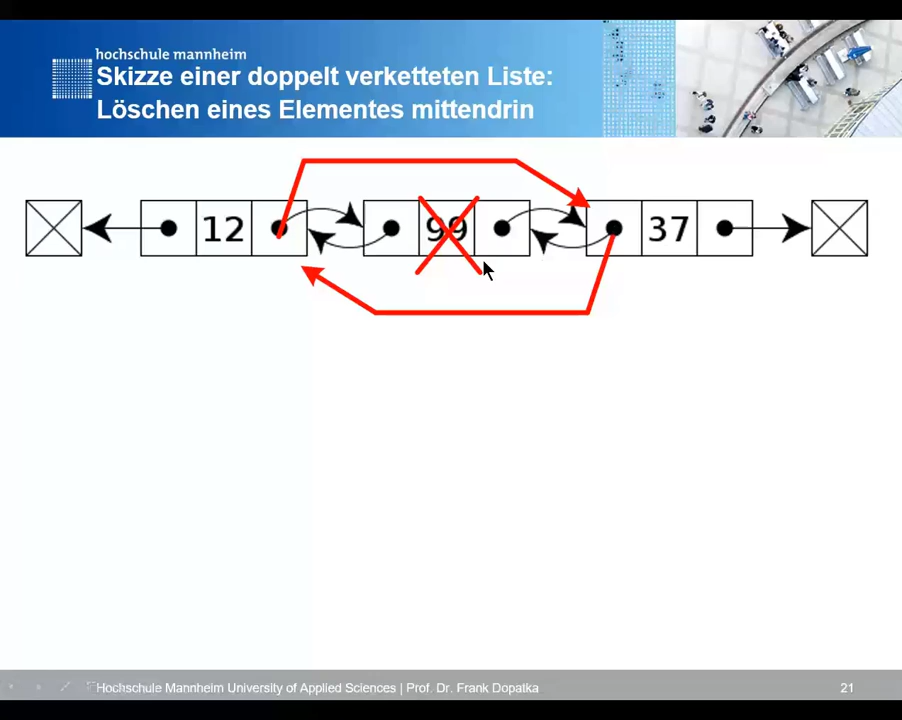 hochschule mannheim
Skizze einer doppelt verketteten Liste:
Löschen eines Elementes mittendrin
12 99 37
Hochschule Mannheim University of Applied Sciences | Prof. Dr. Frank Dopatka 21